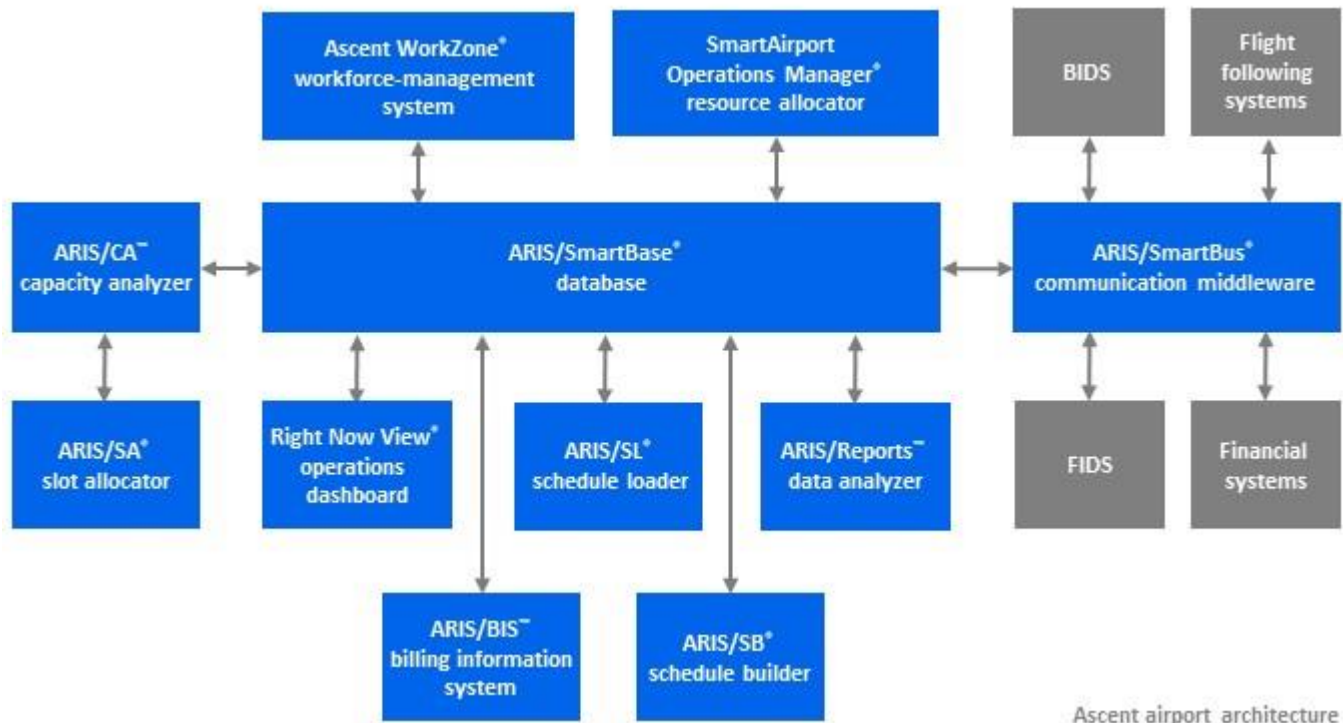 Ascent WorkZone®
workforce-management
system
SmartAirport
Operations Manager®
resource allocator
BIDS
Flight
following
systems
ARIS/CA™
capacity analyzer
ARIS/SmartBase®
database
ARIS/SmartBus®
communication middleware
ARIS/SA®
slot allocator
Right Now View®
operations
dashboard
ARIS/SL®
schedule loader
ARIS/Reports™
data analyzer
FIDS
Financial
systems
ARIS/BIS™
billing information
system
ARIS/SB®
schedule builder
Ascent airport architecture